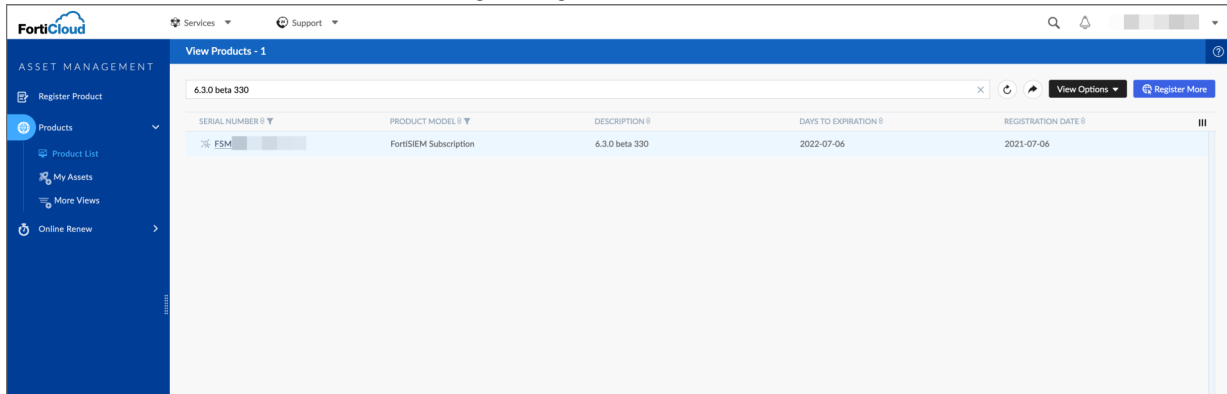 FortiCloud
Services
Support
ASSET MANAGEMENT
Register Product
Products
Product List
My Assets
More Views
Online Renew
View Products - 1
6.3.0 beta 330
View Options
Register More
SERIAL NUMBER PRODUCT MODEL DESCRIPTION DAYS TO EXPIRATION REGISTRATION DATE
FSM FortiSIEM Subscription 6.3.0 beta 330 2022-07-06 2021-07-06